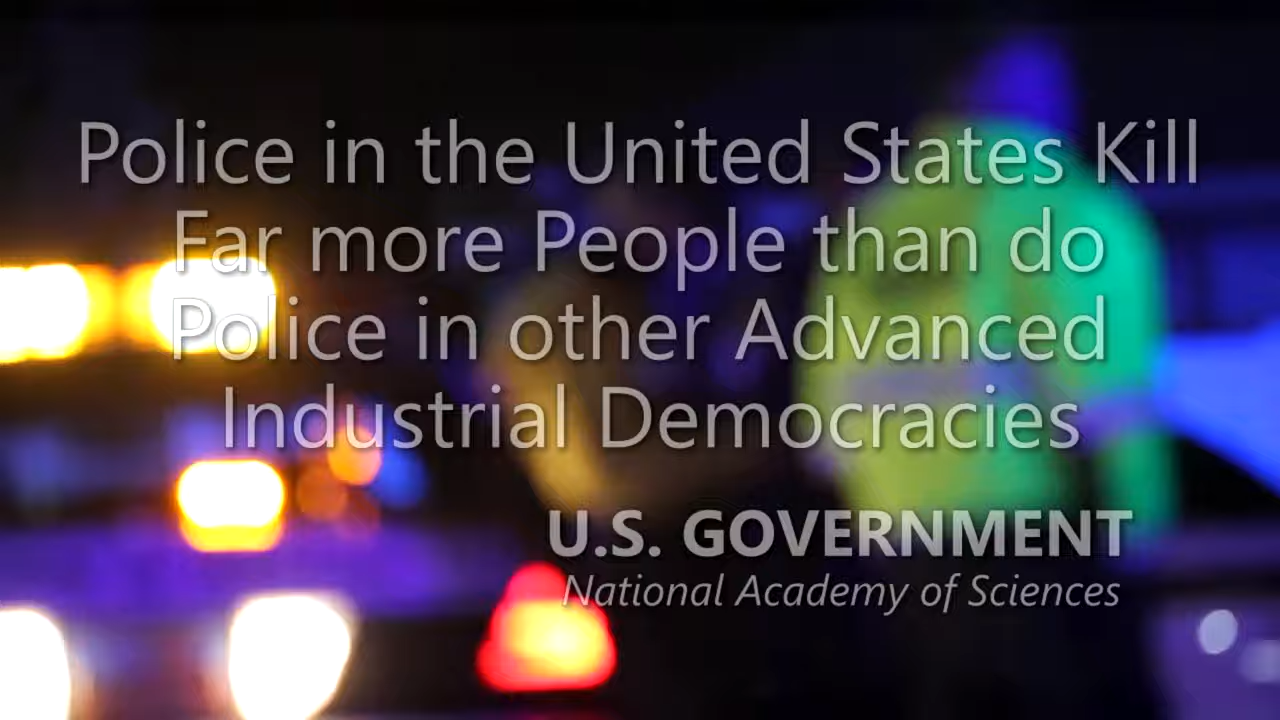 Police in the United States Kill
Far more People than do
Police in other Advanced
Industrial Democracies
U.S. GOVERNMENT
National Academy of Sciences